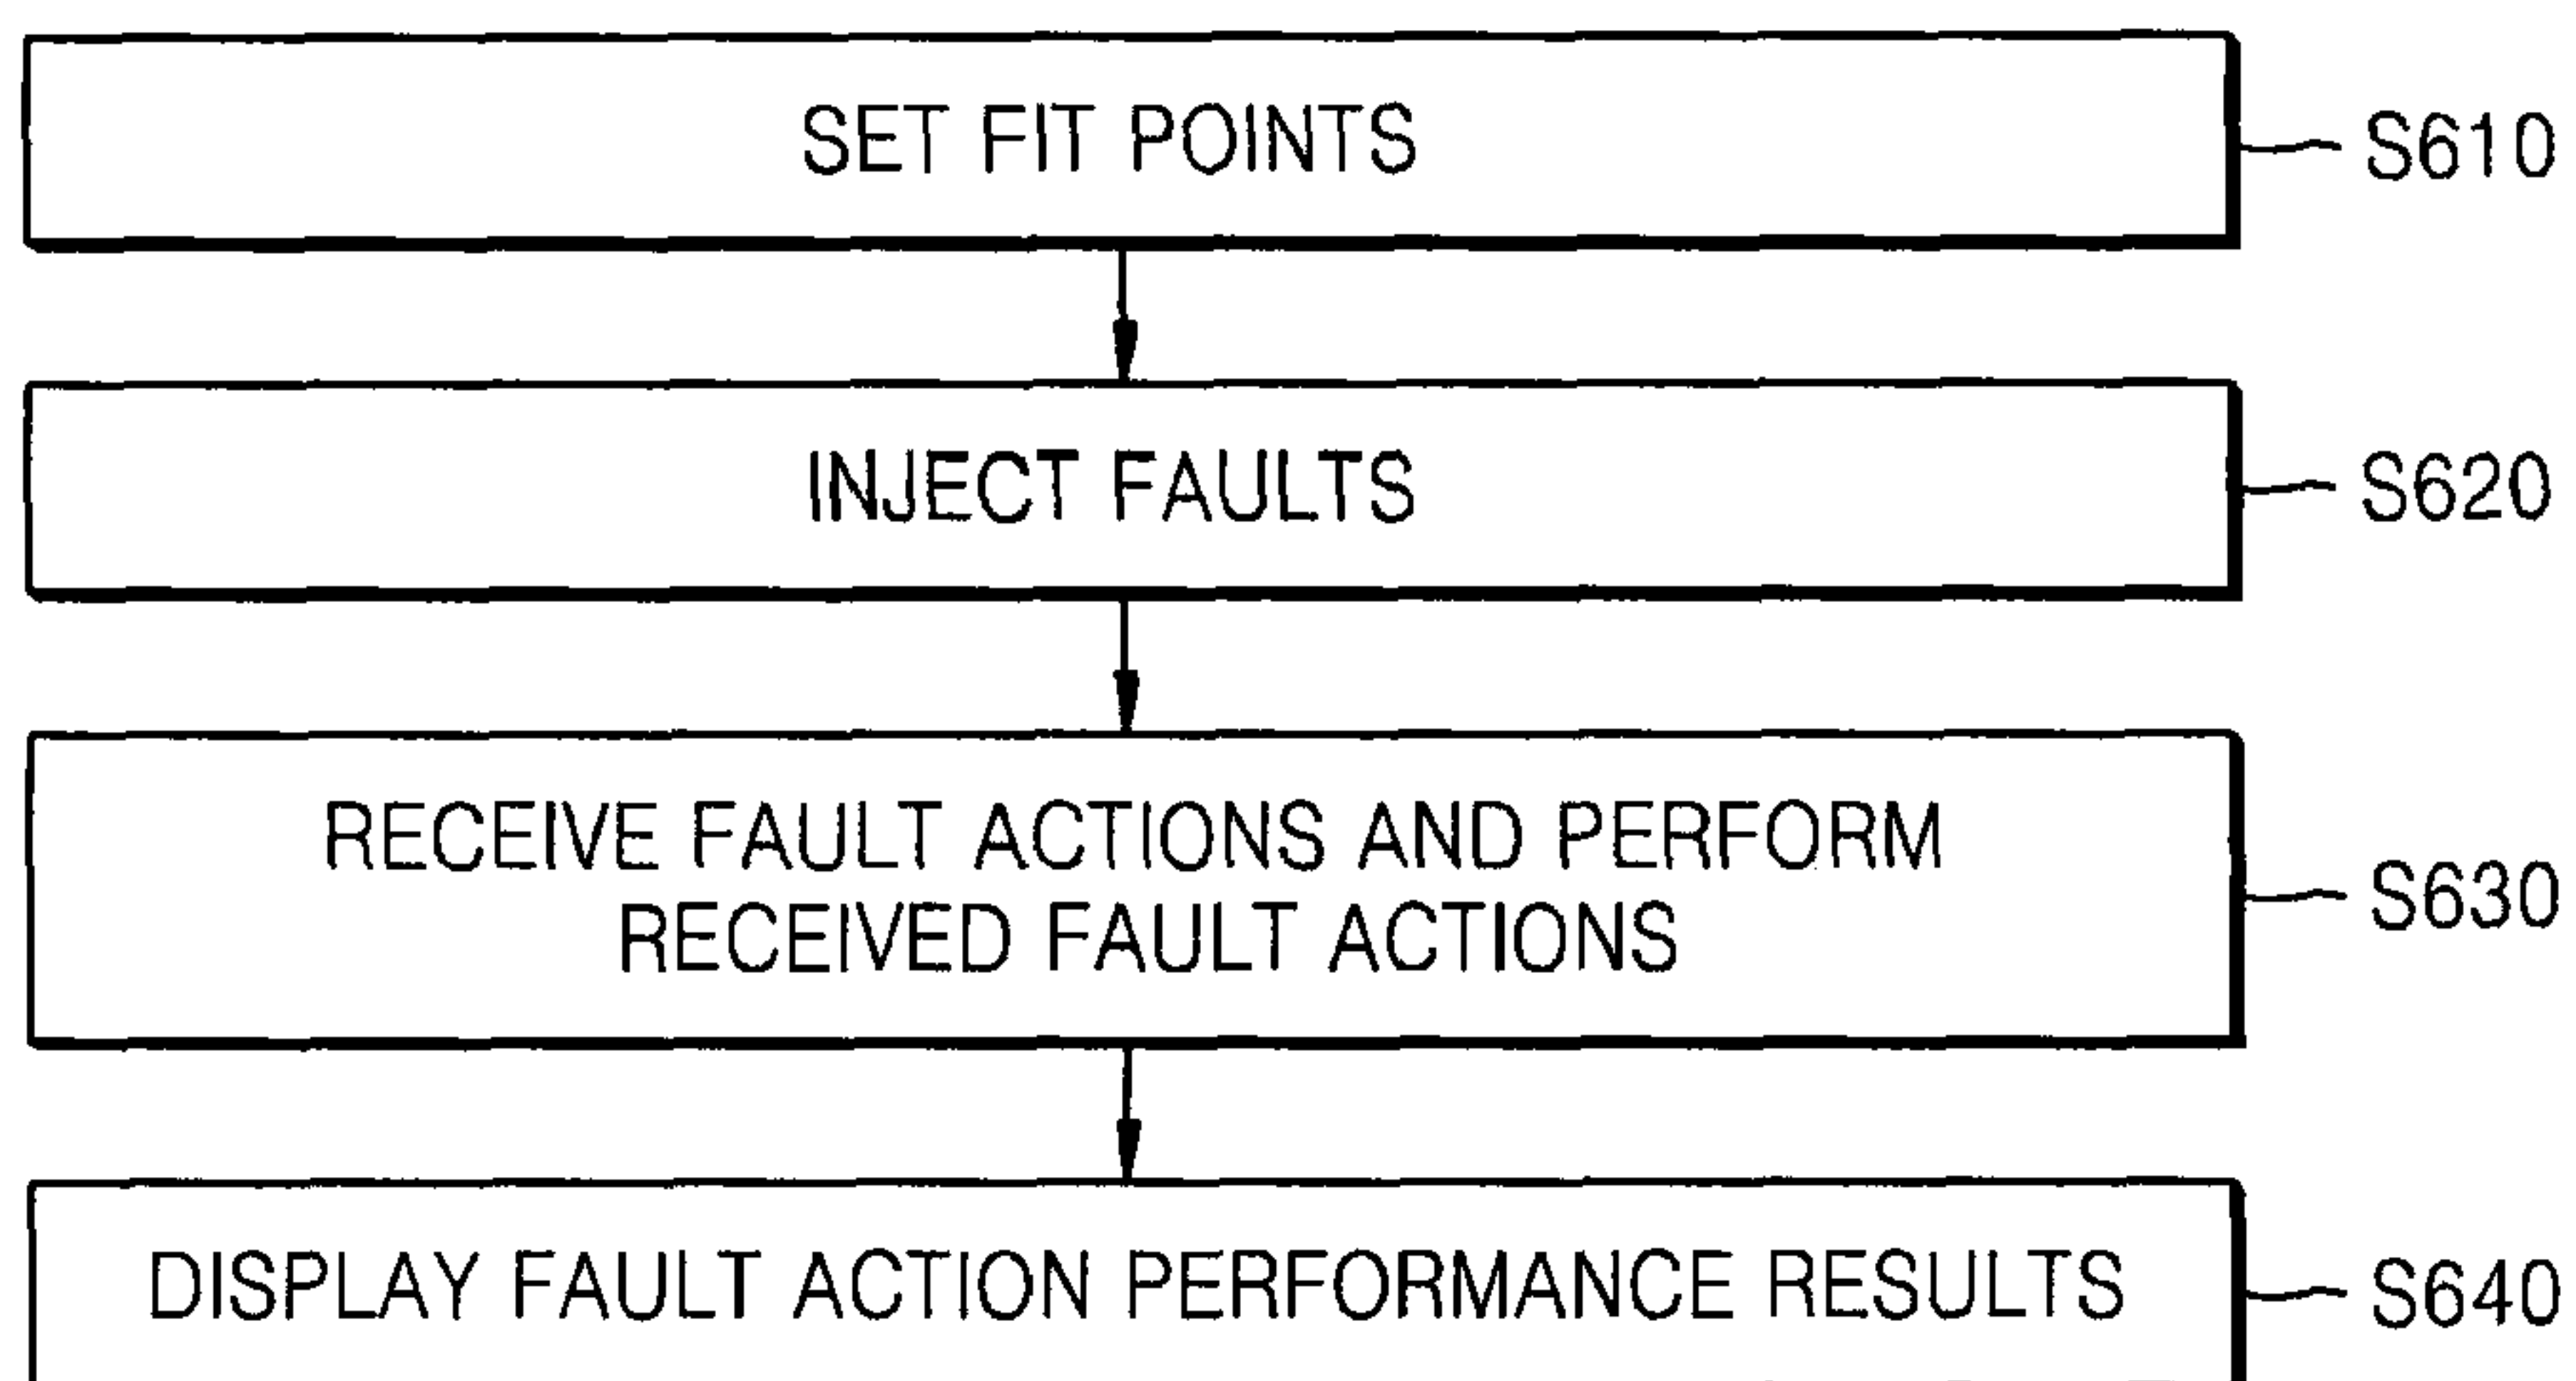 SET FIT POINTS
S610
INJECT FAULTS
S620
RECEIVE FAULT ACTIONS AND PERFORM
RECEIVED FAULT ACTIONS
S630
DISPLAY FAULT ACTION PERFORMANCE RESULTS
S640